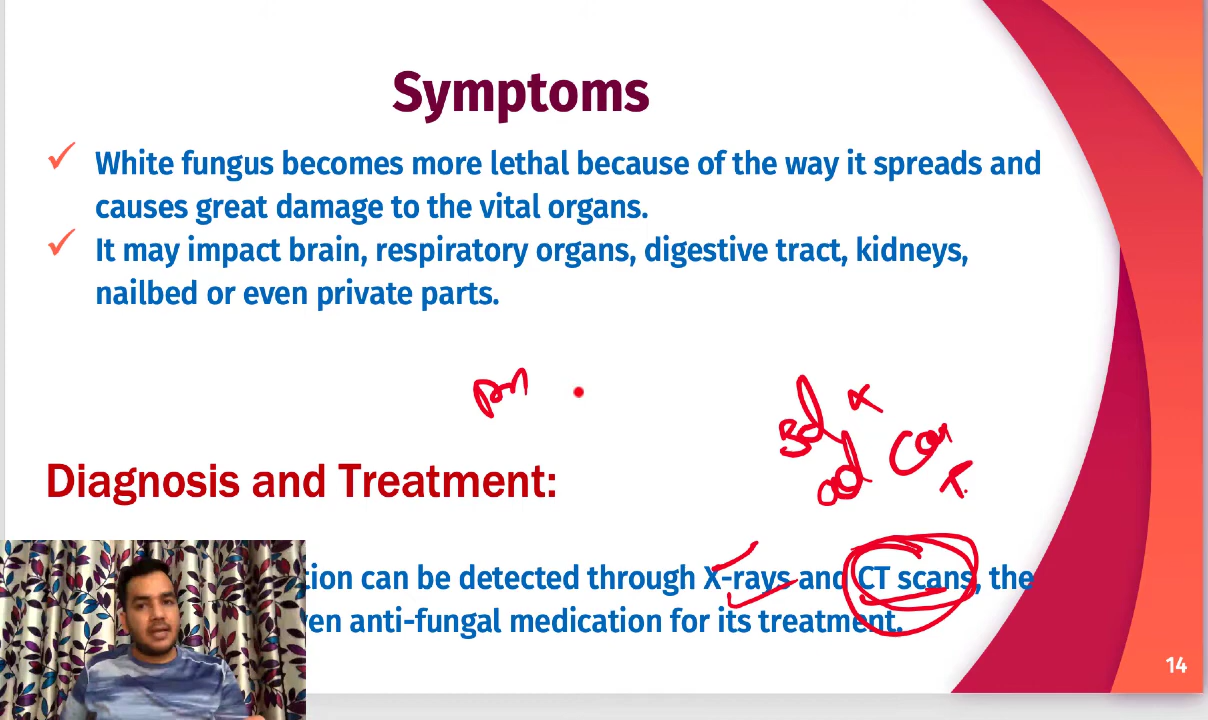 Symptoms
White fungus becomes more lethal because of the way it spreads and
causes great damage to the vital organs.
It may impact brain, respiratory organs, digestive tract, kidneys,
nailbed or even private parts.
Diagnosis and Treatment:
tion can be detected through X-rays and CT scans, the
ven anti-fungal medication for its treatment.
14